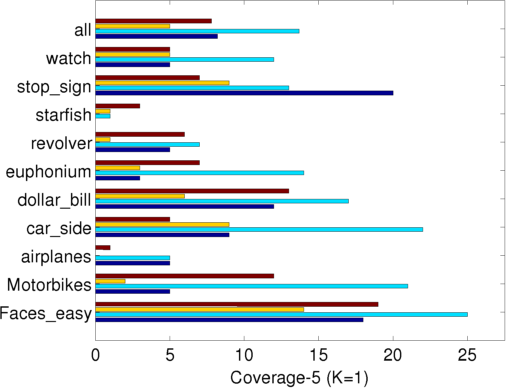 all
watch
stop_sign
starfish
revolver
euphonium
dollar_bill
car_side
airplanes
Motorbikes
Faces_easy
0 5 10 15 20 25
Coverage-5 (K=1)